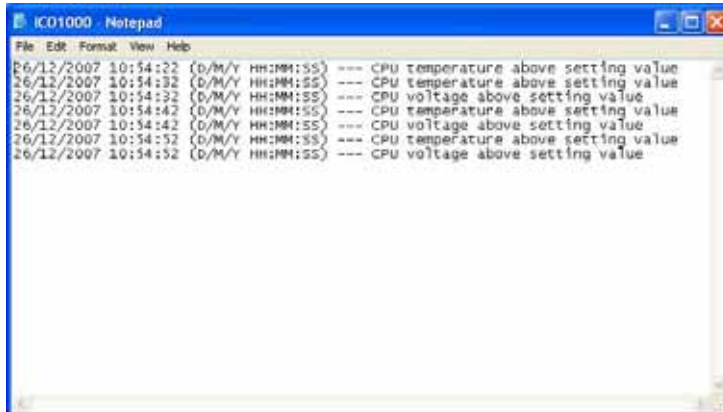 ICO1000 - Notepad
File Edit Format View Help
26/12/2007 10:54:22 (D/M/Y HH:MM:SS) --- CPU temperature above setting value
26/12/2007 10:54:32 (D/M/Y HH:MM:SS) --- CPU temperature above setting value
26/12/2007 10:54:32 (D/M/Y HH:MM:SS) --- CPU voltage above setting value
26/12/2007 10:54:42 (D/M/Y HH:MM:SS) --- CPU temperature above setting value
26/12/2007 10:54:42 (D/M/Y HH:MM:SS) --- CPU voltage above setting value
26/12/2007 10:54:52 (D/M/Y HH:MM:SS) --- CPU temperature above setting value
26/12/2007 10:54:52 (D/M/Y HH:MM:SS) --- CPU voltage above setting value